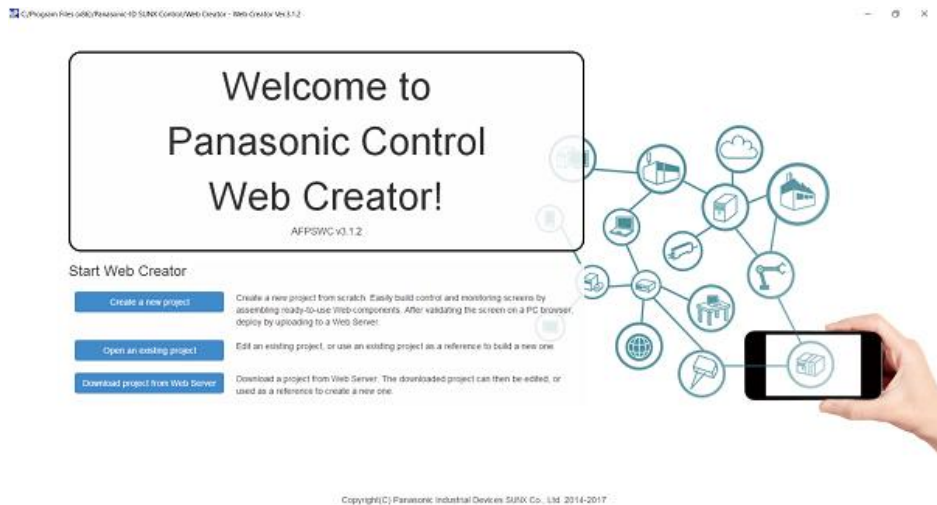 C:/Program Files (x86)/Panasonic-ID SUNX Control/Web Creator - Web Creator Ver.3.1.2
Welcome to
Panasonic Control
Web Creator!
AFPSWC v3.1.2
Start Web Creator
Create a new project
Create a new project from scratch. Easily build control and monitoring screens by
assembling ready-to-use Web components. After validating the screen on a PC browser,
deploy by uploading to a Web Server.
Open an existing project
Edit an existing project, or use an existing project as a reference to build a new one.
Download project from Web Server
Download a project from Web Server. The downloaded project can then be edited, or
used as a reference to create a new one.
Copyright(C) Panasonic Industrial Devices SUNX Co., Ltd. 2014-2017